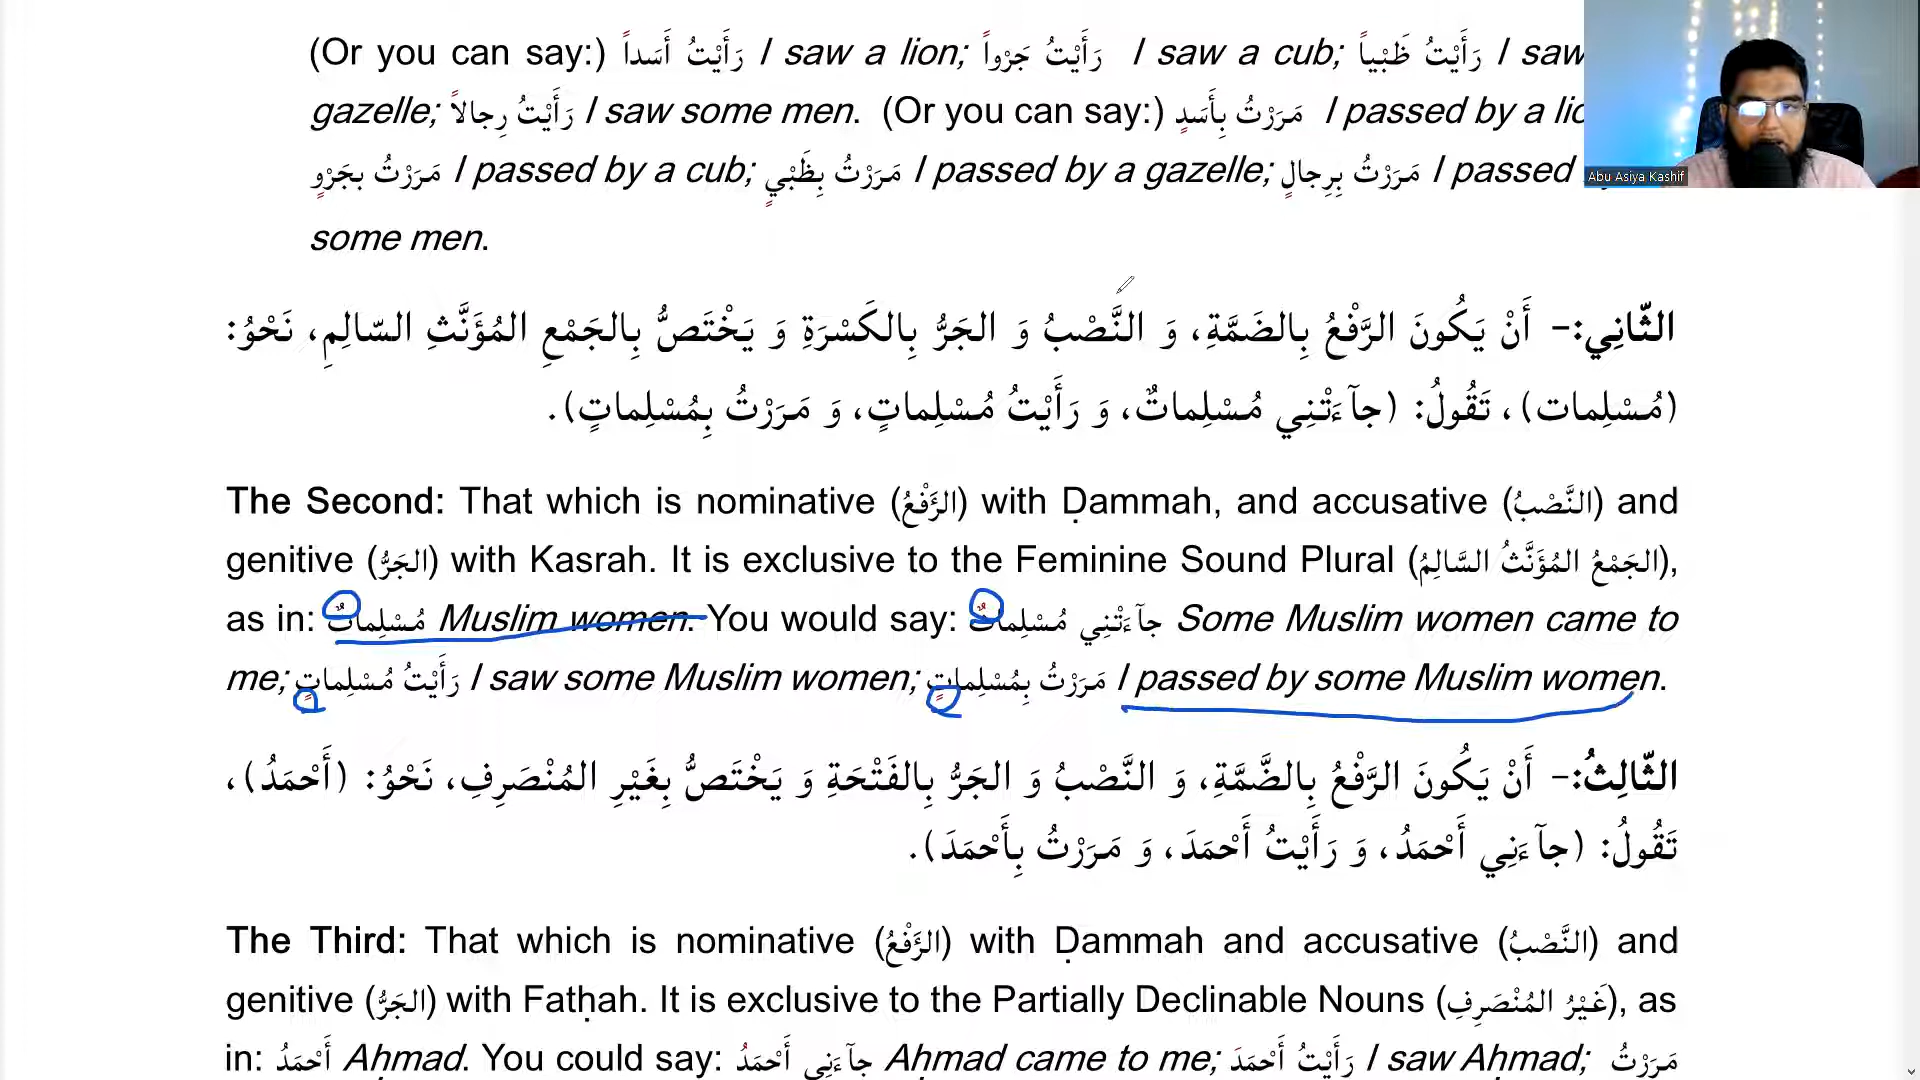 (Or you can say:) رَأَيْتُ أَسَداً I saw a lion; رَأَيْتُ جَرْواً I saw a cub; رَأَيْتُ ظَبْياً I saw
gazelle; رَأَيْتُ رِجالاً I saw some men. (Or you can say:) مَرَرْتُ بِأَسَدٍ I passed by a
مَرَرْتُ بجَرْوٍ I passed by a cub; مَرَرْتُ بِظَبْيٍ I passed by a gazelle; مَرَرْتُ بِرِجالٍ I passed
some men.
Abu Asiya Kashif
الثّانِي:- أَنْ يَكُونَ الرَّفْعُ بِالضَمَّةِ، وَ النَّصْبُ وَ الجَرُّ بِالكَسْرَةِ وَ يَخْتَصُّ بِالجَمْعِ المُؤَنَّثِ السّالِمِ، نَحْوُ:
(مُسْلِمات)، تَقُولُ: (جآءَتْنِي مُسْلِماتٌ، وَ رَأَيْتُ مُسْلِماتٍ، وَ مَرَرْتُ بِمُسْلِماتٍ).
The Second: That which is nominative (الرَّفْعُ) with Ḍammah, and accusative (النَّصْبُ) and
genitive (الجَرُّ) with Kasrah. It is exclusive to the Feminine Sound Plural (الجَمْعُ المُؤَنَّثُ السَّالِمُ),
as in: مُسْلِماتٌ Muslim women. You would say: جآءَتْنِي مُسْلِماتٌ Some Muslim women came to
me; رَأَيْتُ مُسْلِماتٍ I saw some Muslim women; مَرَرْتُ بِمُسْلِماتٍ I passed by some Muslim women.
الثّالِثُ:- أَنْ يَكُونَ الرَّفْعُ بِالضَّمَّةِ، وَ النَّصْبُ وَ الجَرُّ بِالفَتْحَةِ وَ يَخْتَصُّ بِغَيْرِ المُنْصَرِفِ، نَحْوُ: (أَحْمَدُ)،
تَقُولُ: (جآءَنِي أَحْمَدُ، وَ رَأَيْتُ أَحْمَدَ، وَ مَرَرْتُ بِأَحْمَدَ).
The Third: That which is nominative (الرَّفْعُ) with Ḍammah and accusative (النَّصْبُ) and
genitive (الجَرُّ) with Fatḥah. It is exclusive to the Partially Declinable Nouns (غَيْرُ المُنْصَرِفِ), as
in: أَحْمَدُ Aḥmad. You could say: جآءَنِي أَحْمَدُ Aḥmad came to me; رَأَيْتُ أَحْمَدَ I saw Aḥmad; مَرَرْتُ